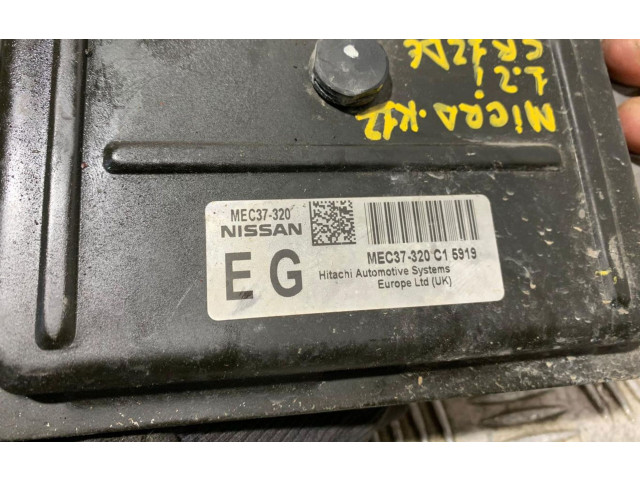 CR12DE
1.2i
MICRA K12
MEC37-320
NISSAN
EG
MEC37-320 C1 5919
Hitachi Automotive Systems
Europe Ltd (UK)